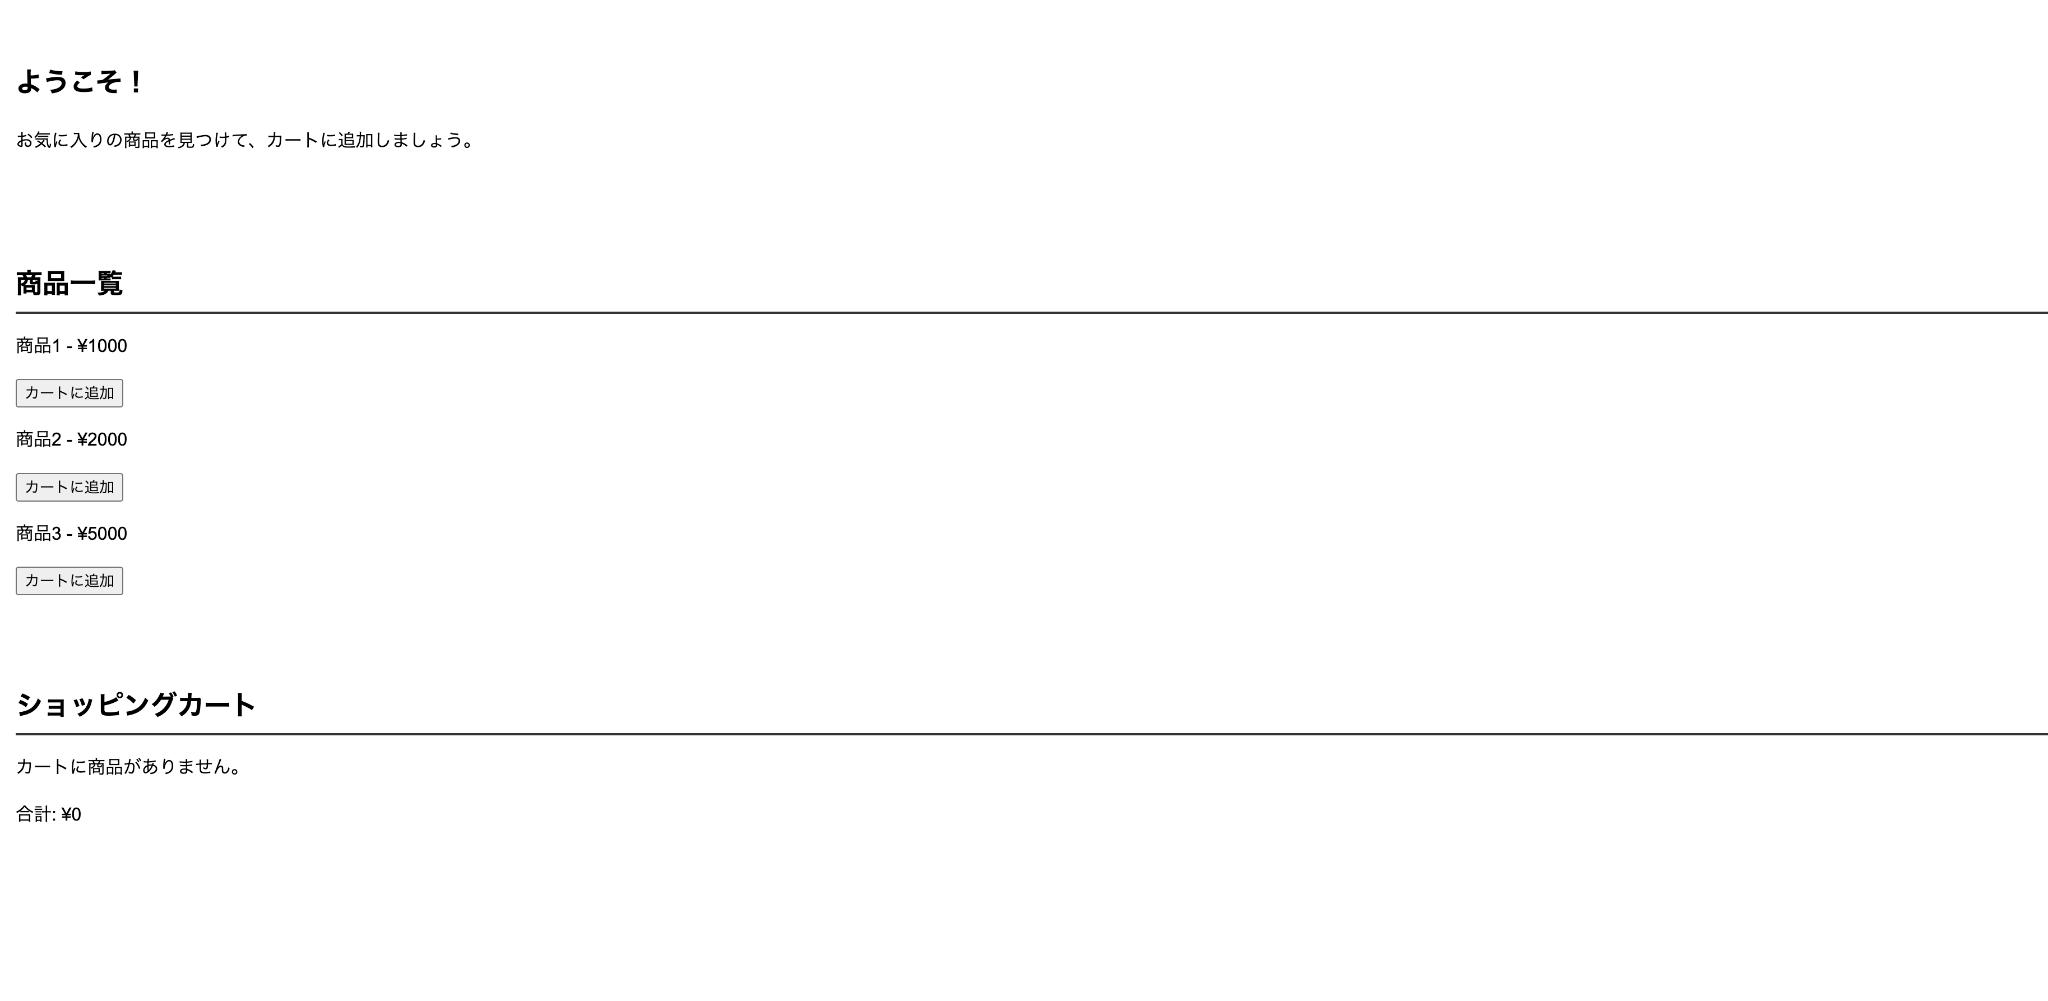 ようこそ！
お気に入りの商品を見つけて、カートに追加しましょう。
商品一覧
商品1 - ¥1000
カートに追加
商品2 - ¥2000
カートに追加
商品3 - ¥5000
カートに追加
ショッピングカート
カートに商品がありません。
合計: ¥0